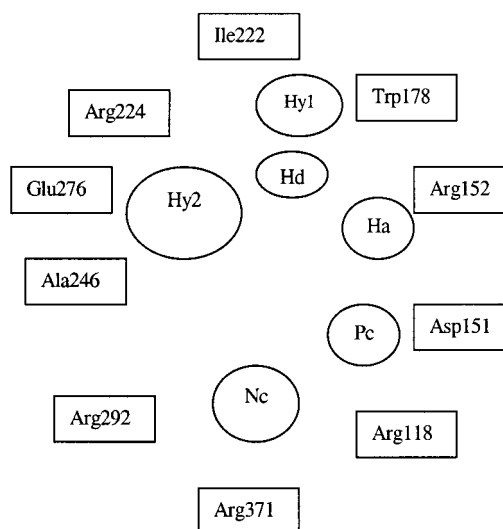 Ile222
Hy1
Trp178
Arg224
Hd
Glu276
Hy2
Arg152
Ha
Ala246
Pc
Asp151
Nc
Arg292
Arg118
Arg371